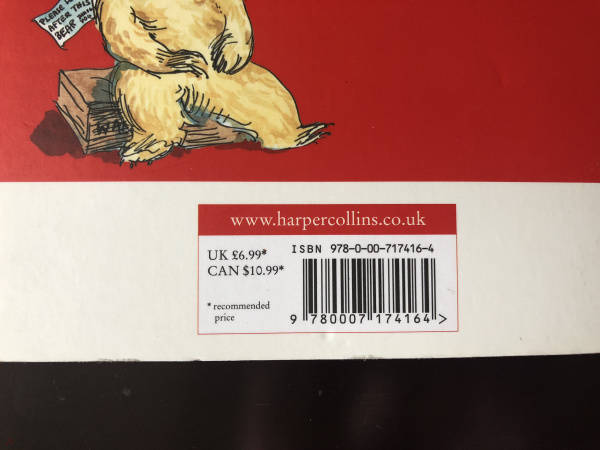 PLEASE LOOK
AFTER THIS
BEAR
www.harpercollins.co.uk
UK £6.99*
CAN $10.99*
* recommended
price
ISBN 978-0-00-717416-4
9 780007 174164 >